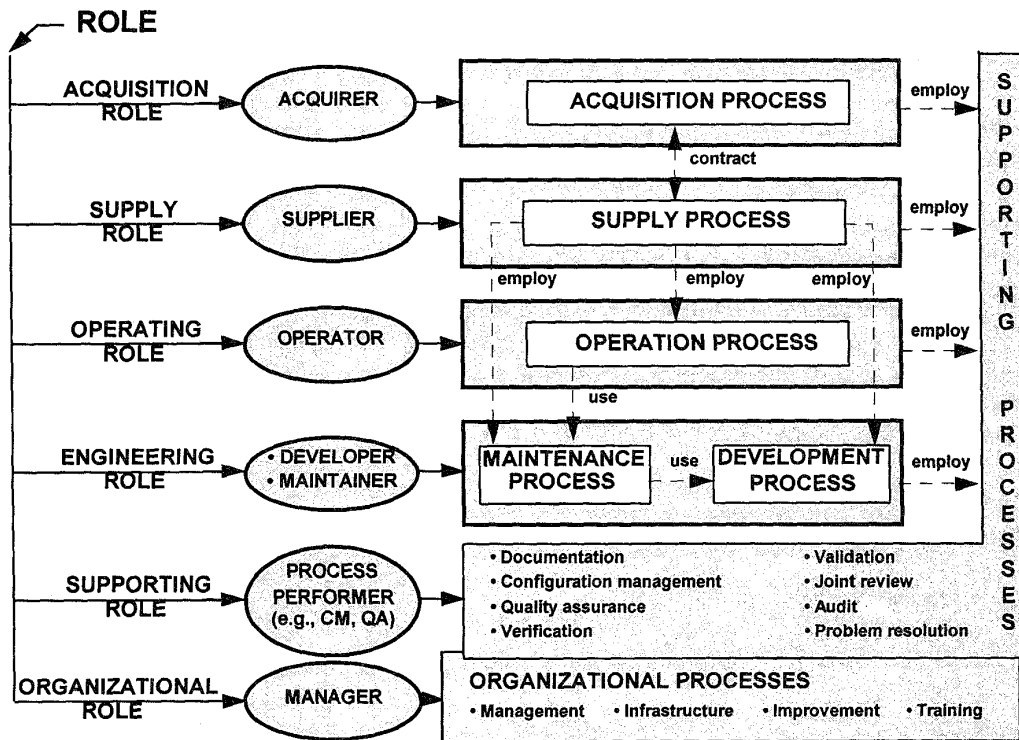 ROLE
ACQUISITION
ROLE
ACQUIRER
ACQUISITION PROCESS
employ
contract
SUPPLY
ROLE
SUPPLIER
SUPPLY PROCESS
employ
employ
employ
employ
OPERATING
ROLE
OPERATOR
OPERATION PROCESS
employ
use
ENGINEERING
ROLE
• DEVELOPER
• MAINTAINER
MAINTENANCE
PROCESS
use
DEVELOPMENT
PROCESS
employ
SUPPORTING PROCESSES
SUPPORTING
ROLE
PROCESS
PERFORMER
(e.g., CM, QA)
• Documentation
• Configuration management
• Quality assurance
• Verification
• Validation
• Joint review
• Audit
• Problem resolution
ORGANIZATIONAL
ROLE
MANAGER
ORGANIZATIONAL PROCESSES
• Management • Infrastructure • Improvement • Training